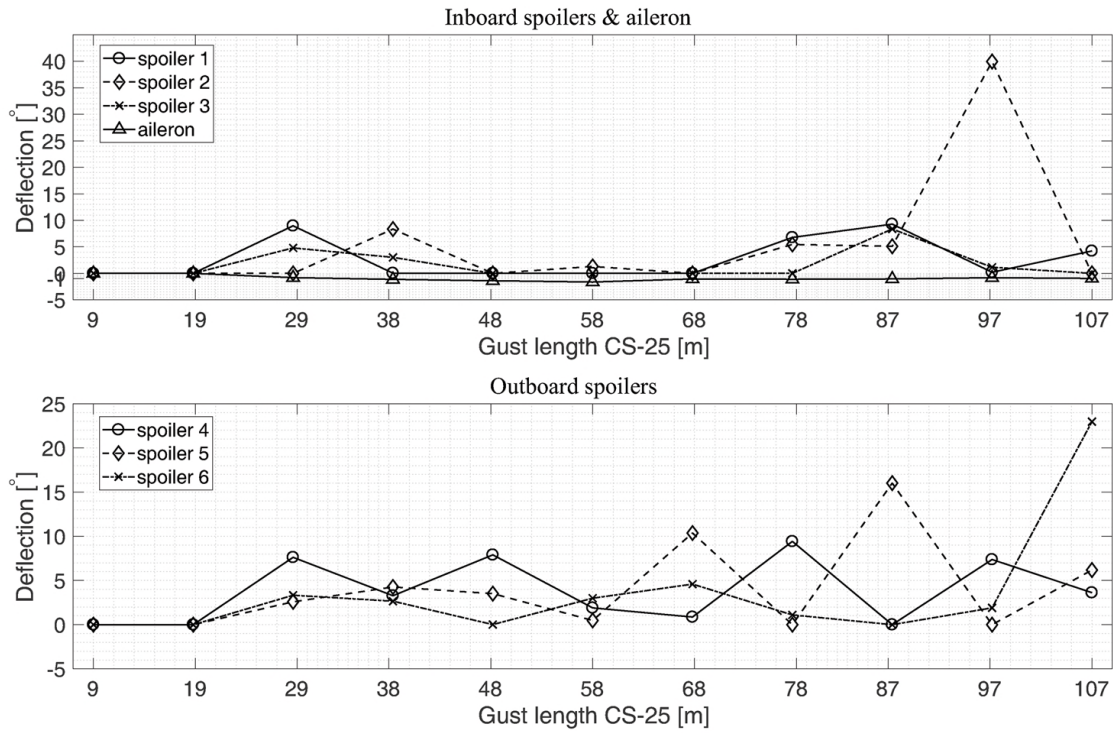 Inboard spoilers & aileron
spoiler 1
spoiler 2
spoiler 3
aileron
Deflection [°]
40
35
30
25
20
15
10
5
0
-1
-5
9 19 29 38 48 58 68 78 87 97 107
Gust length CS-25 [m]
Outboard spoilers
spoiler 4
spoiler 5
spoiler 6
Deflection [°]
25
20
15
10
5
0
-5
9 19 29 38 48 58 68 78 87 97 107
Gust length CS-25 [m]